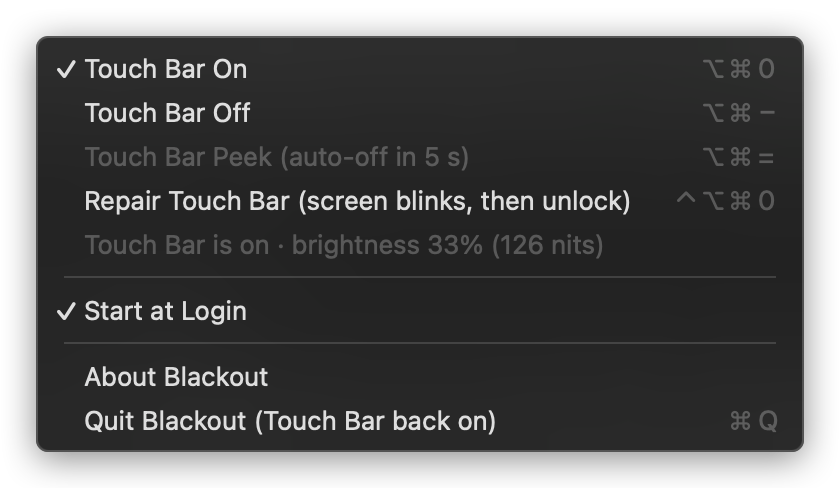 ✓ Touch Bar On ⌥⌘0
Touch Bar Off ⌥⌘−
Touch Bar Peek (auto-off in 5 s) ⌥⌘=
Repair Touch Bar (screen blinks, then unlock) ^⌥⌘0
Touch Bar is on · brightness 33% (126 nits)
✓ Start at Login
About Blackout
Quit Blackout (Touch Bar back on) ⌘Q